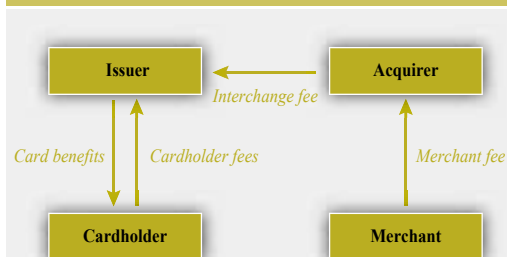 Issuer
Acquirer
Interchange fee
Card benefits
Cardholder fees
Merchant fee
Cardholder
Merchant